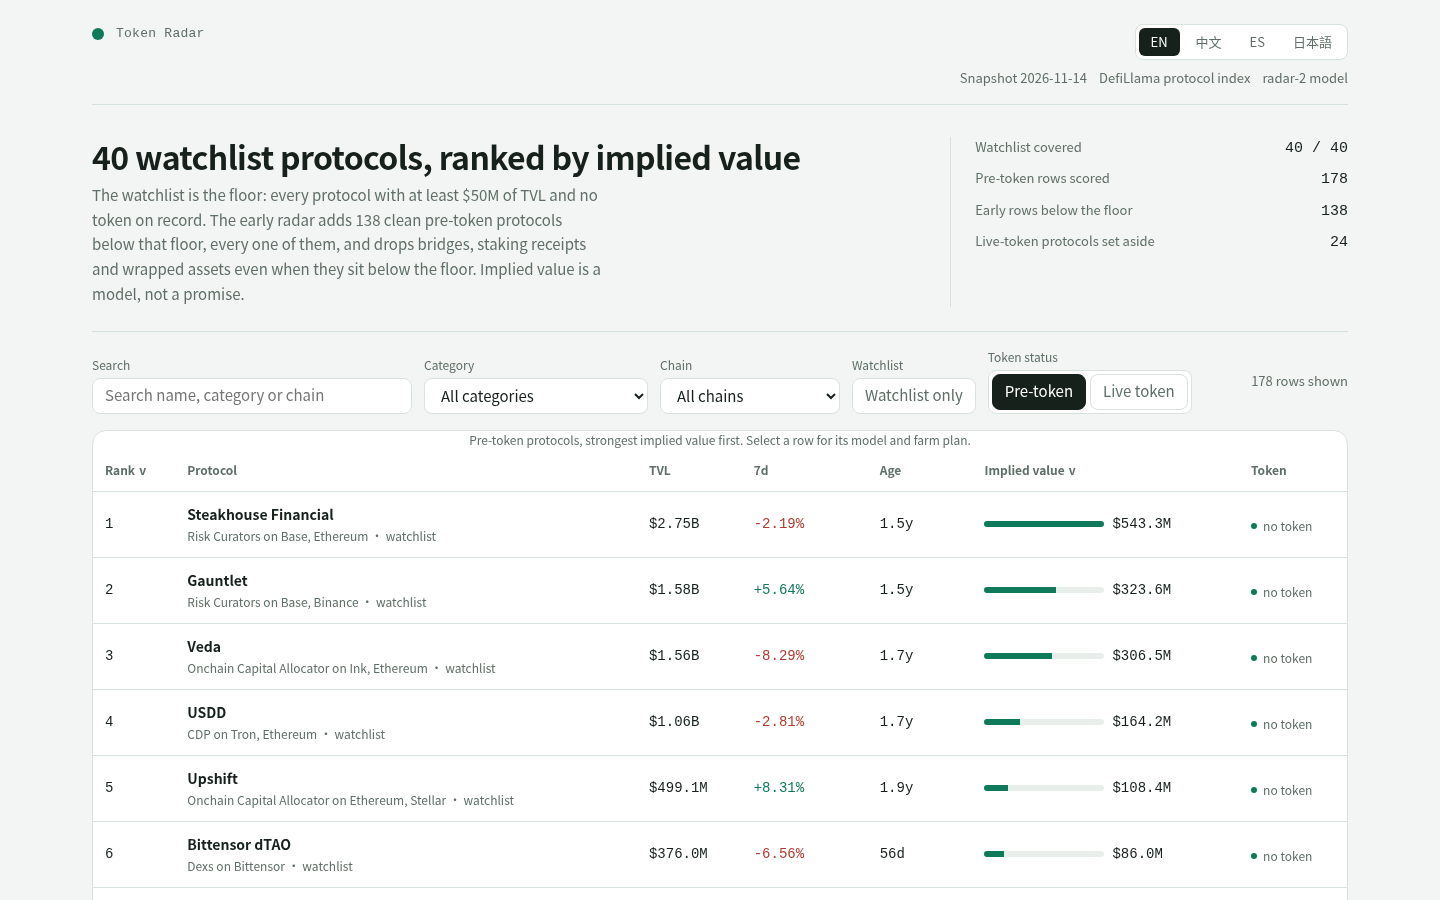 Token Radar
EN 中文 ES 日本語
Snapshot 2026-11-14 DefiLlama protocol index radar-2 model
40 watchlist protocols, ranked by implied value
The watchlist is the floor: every protocol with at least $50M of TVL and no
token on record. The early radar adds 138 clean pre-token protocols
below that floor, every one of them, and drops bridges, staking receipts
and wrapped assets even when they sit below the floor. Implied value is a
model, not a promise.
Watchlist covered 40 / 40
Pre-token rows scored 178
Early rows below the floor 138
Live-token protocols set aside 24
Search Category Chain Watchlist Token status
Search name, category or chain All categories All chains Watchlist only Pre-token Live token 178 rows shown
Pre-token protocols, strongest implied value first. Select a row for its model and farm plan.
Rank v Protocol TVL 7d Age Implied value v Token
1 Steakhouse Financial $2.75B -2.19% 1.5y $543.3M no token
Risk Curators on Base, Ethereum • watchlist
2 Gauntlet $1.58B +5.64% 1.5y $323.6M no token
Risk Curators on Base, Binance • watchlist
3 Veda $1.56B -8.29% 1.7y $306.5M no token
Onchain Capital Allocator on Ink, Ethereum • watchlist
4 USDD $1.06B -2.81% 1.7y $164.2M no token
CDP on Tron, Ethereum • watchlist
5 Upshift $499.1M +8.31% 1.9y $108.4M no token
Onchain Capital Allocator on Ethereum, Stellar • watchlist
6 Bittensor dTAO $376.0M -6.56% 56d $86.0M no token
Dexs on Bittensor • watchlist